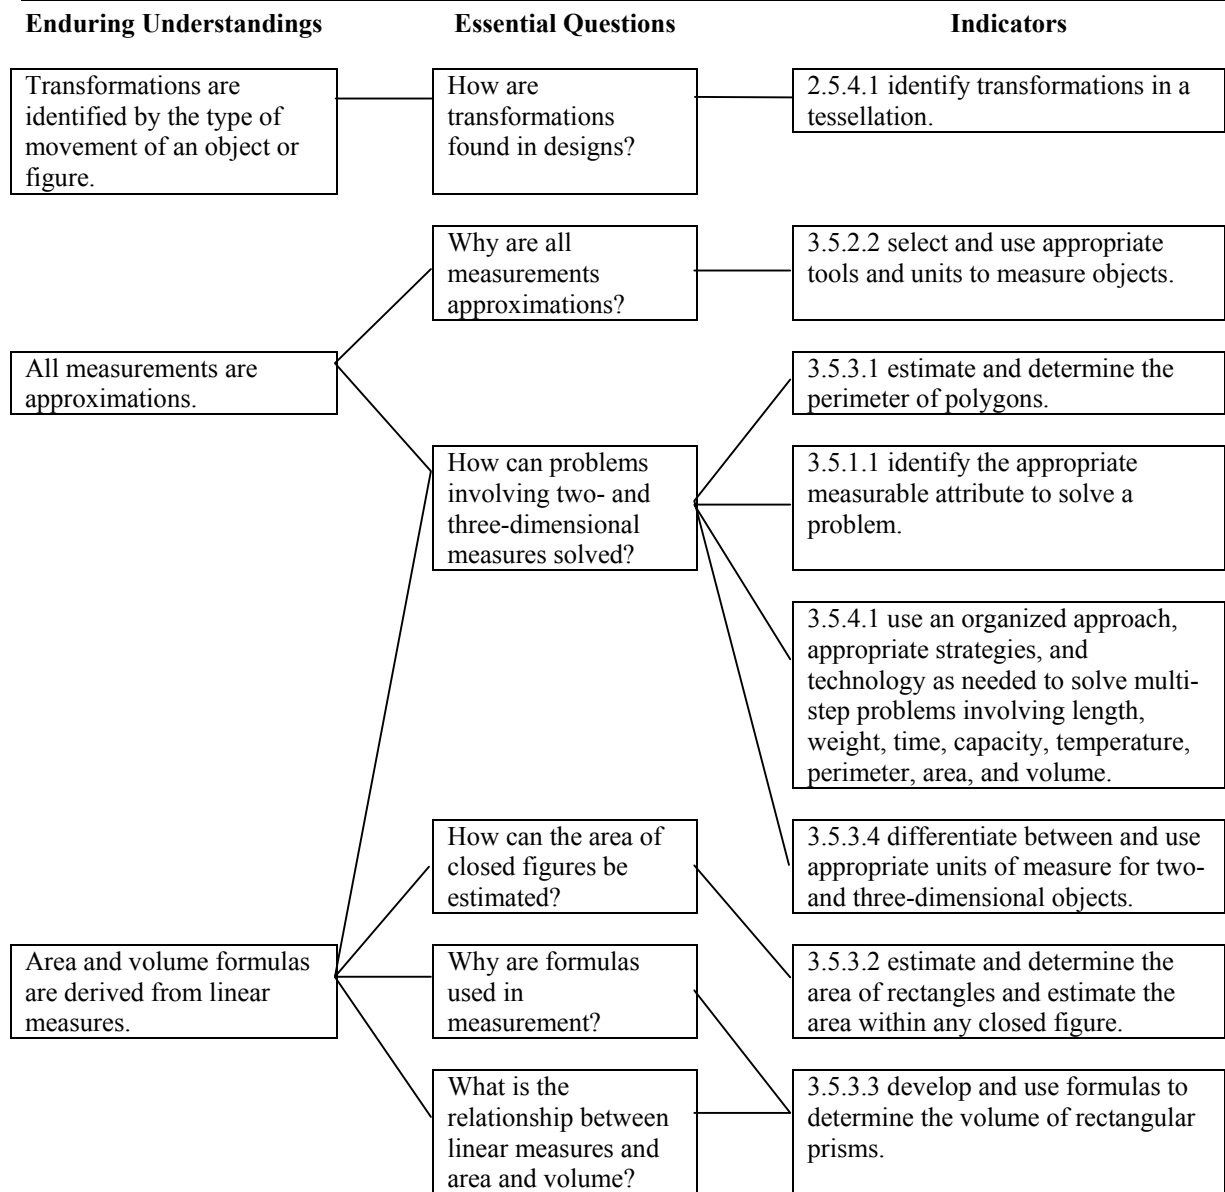 Enduring Understandings
Essential Questions
Indicators
Transformations are
identified by the type of
movement of an object or
figure.
How are
transformations
found in designs?
2.5.4.1 identify transformations in a
tessellation.
Why are all
measurements
approximations?
3.5.2.2 select and use appropriate
tools and units to measure objects.
All measurements are
approximations.
3.5.3.1 estimate and determine the
perimeter of polygons.
How can problems
involving two- and
three-dimensional
measures solved?
3.5.1.1 identify the appropriate
measurable attribute to solve a
problem.
3.5.4.1 use an organized approach,
appropriate strategies, and
technology as needed to solve multi-
step problems involving length,
weight, time, capacity, temperature,
perimeter, area, and volume.
How can the area of
closed figures be
estimated?
3.5.3.4 differentiate between and use
appropriate units of measure for two-
and three-dimensional objects.
Area and volume formulas
are derived from linear
measures.
Why are formulas
used in
measurement?
3.5.3.2 estimate and determine the
area of rectangles and estimate the
area within any closed figure.
What is the
relationship between
linear measures and
area and volume?
3.5.3.3 develop and use formulas to
determine the volume of rectangular
prisms.